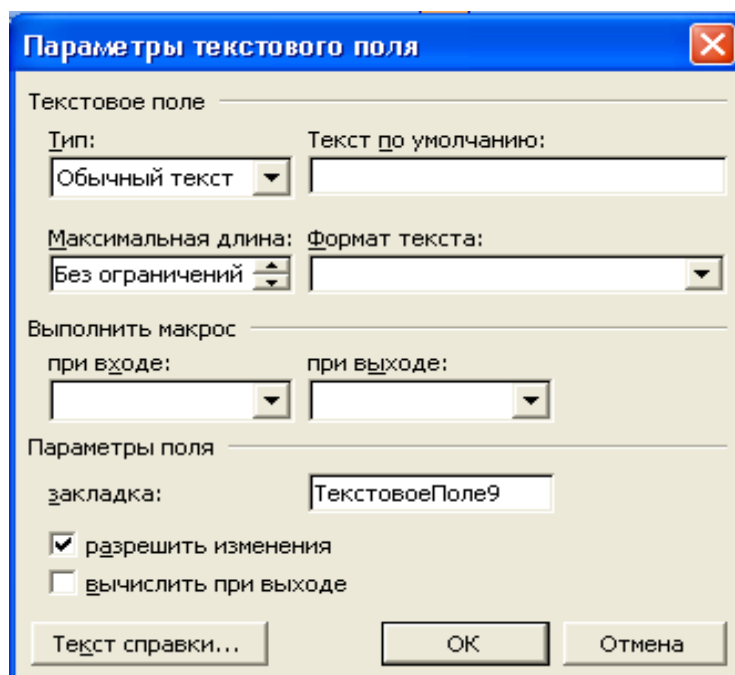 Параметры текстового поля
Текстовое поле
Тип: Текст по умолчанию:
Обычный текст
Максимальная длина: Формат текста:
Без ограничений
Выполнить макрос
при входе: при выходе:
Параметры поля
закладка: ТекстовоеПоле9
разрешить изменения
вычислить при выходе
Текст справки... ОК Отмена